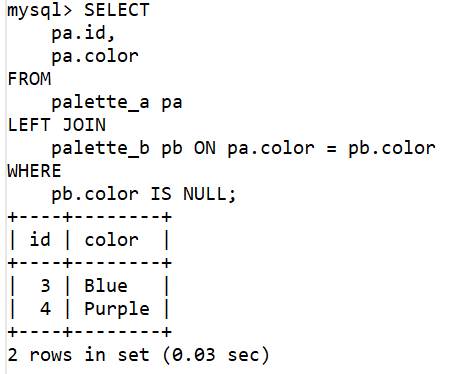 mysql> SELECT
    pa.id,
    pa.color
FROM
    palette_a pa
LEFT JOIN
    palette_b pb ON pa.color = pb.color
WHERE
    pb.color IS NULL;
+----+--------+
| id | color  |
+----+--------+
|  3 | Blue   |
|  4 | Purple |
+----+--------+
2 rows in set (0.03 sec)